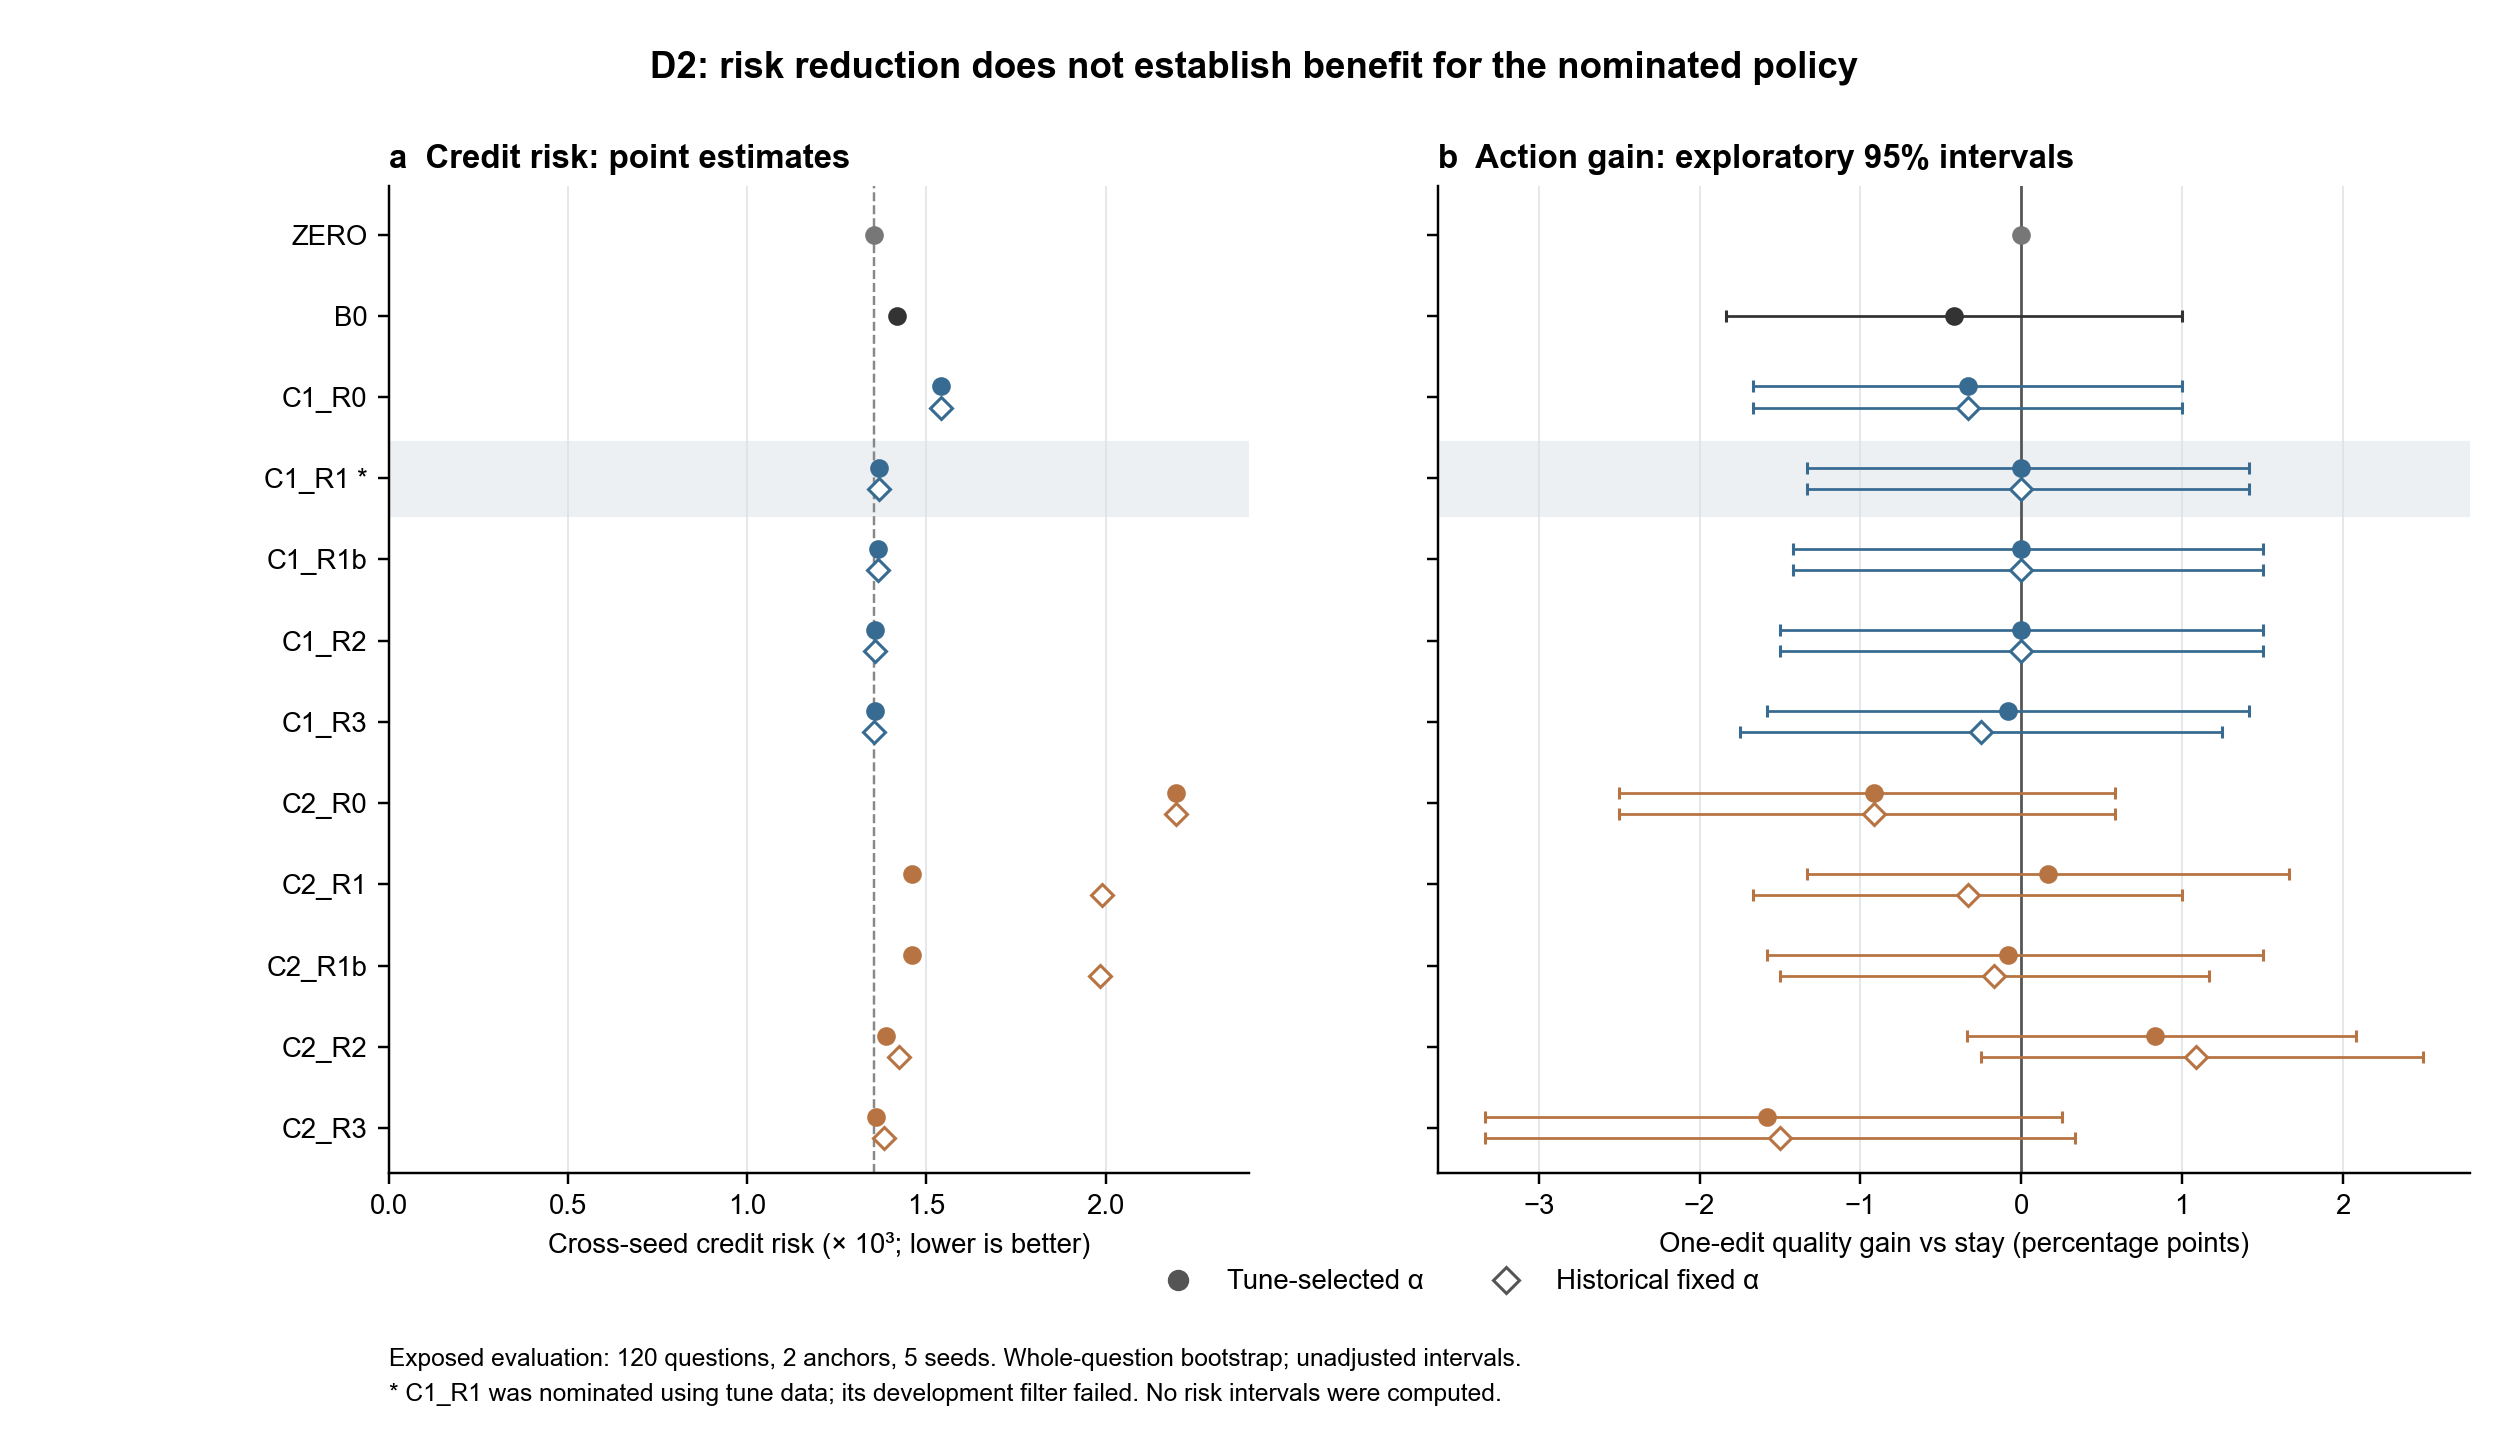 D2: risk reduction does not establish benefit for the nominated policy
a Credit risk: point estimates
b Action gain: exploratory 95% intervals
ZERO
B0
C1_R0
C1_R1 *
C1_R1b
C1_R2
C1_R3
C2_R0
C2_R1
C2_R1b
C2_R2
C2_R3
0.0 0.5 1.0 1.5 2.0
Cross-seed credit risk (× 10³; lower is better)
−3 −2 −1 0 1 2
One-edit quality gain vs stay (percentage points)
Tune-selected α
Historical fixed α
Exposed evaluation: 120 questions, 2 anchors, 5 seeds. Whole-question bootstrap; unadjusted intervals.
* C1_R1 was nominated using tune data; its development filter failed. No risk intervals were computed.